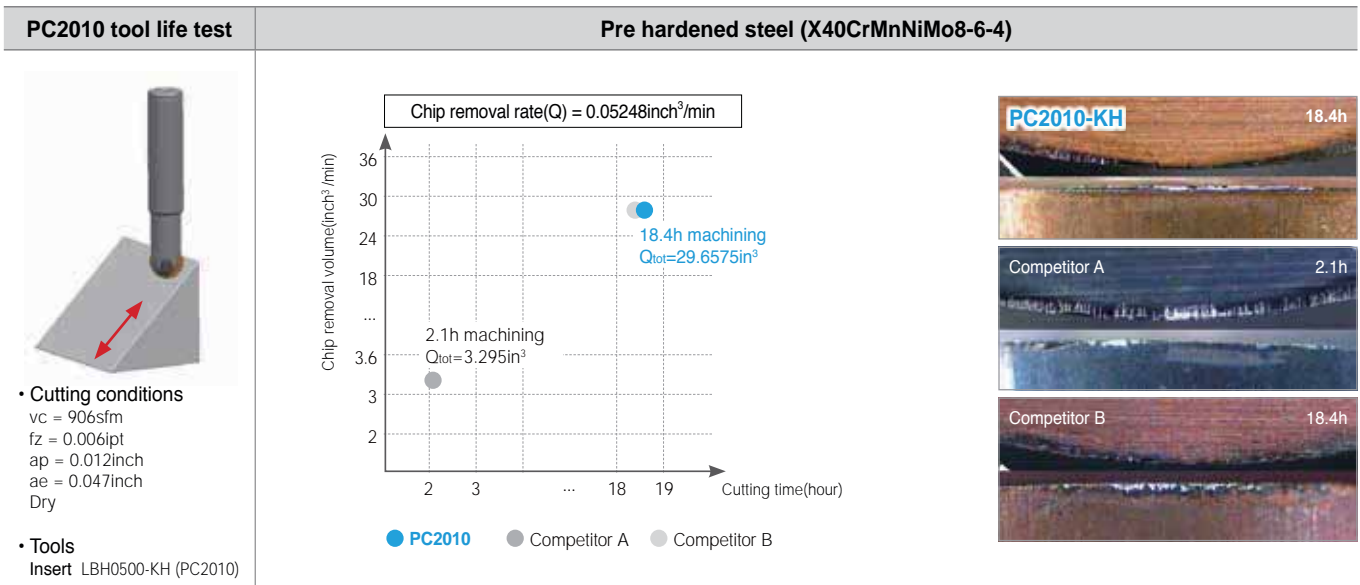 PC2010 tool life test
Pre hardened steel (X40CrMnNiMo8-6-4)
• Cutting conditions
vc = 906sfm
fz = 0.006ipt
ap = 0.012inch
ae = 0.047inch
Dry
• Tools
Insert LBH0500-KH (PC2010)
Chip removal rate(Q) = 0.05248inch³/min
Chip removal volume(inch³ /min)
36
30
24
18
...
3.6
3
2
18.4h machining
Qtot=29.6575in³
2.1h machining
Qtot=3.295in³
2 3 ... 18 19 Cutting time(hour)
PC2010 Competitor A Competitor B
PC2010-KH 18.4h
Competitor A 2.1h
Competitor B 18.4h